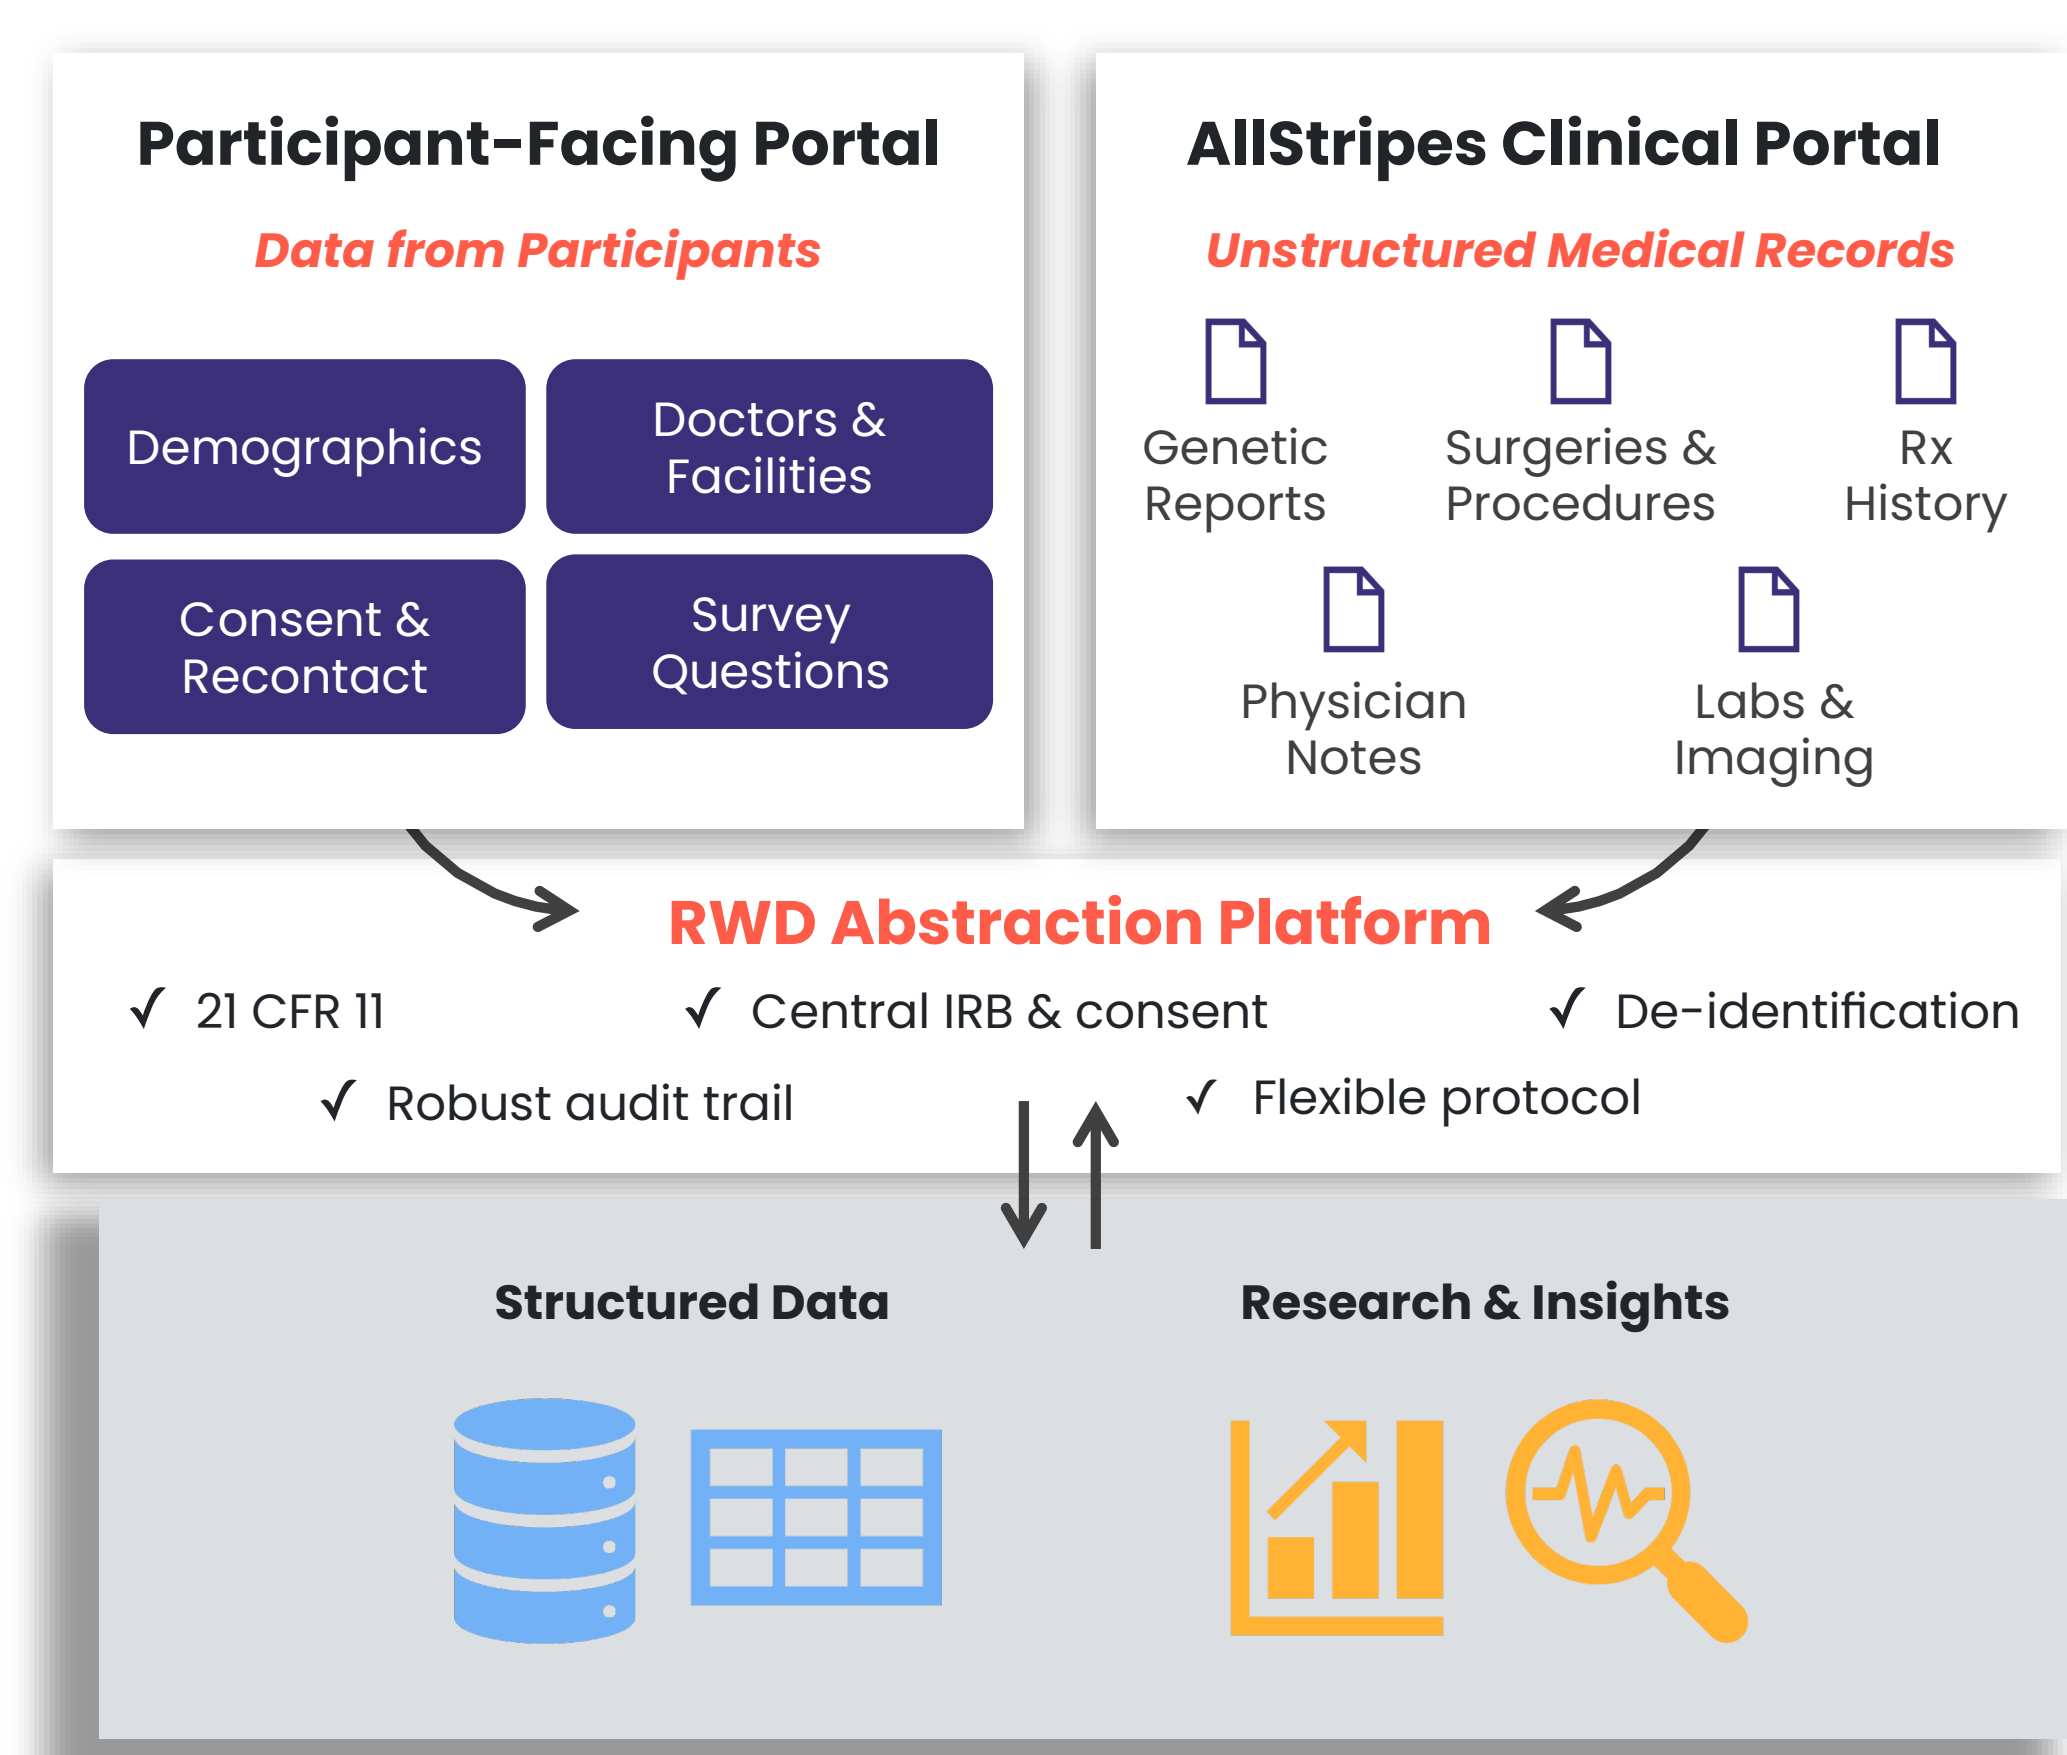 Participant-Facing Portal
Data from Participants
Demographics
Doctors &
Facilities
Consent &
Recontact
Survey
Questions
AllStripes Clinical Portal
Unstructured Medical Records
Genetic
Reports
Surgeries &
Procedures
Rx
History
Physician
Notes
Labs &
Imaging
RWD Abstraction Platform
✓ 21 CFR 11
✓ Central IRB & consent
✓ De-identification
✓ Robust audit trail
✓ Flexible protocol
Structured Data
Research & Insights